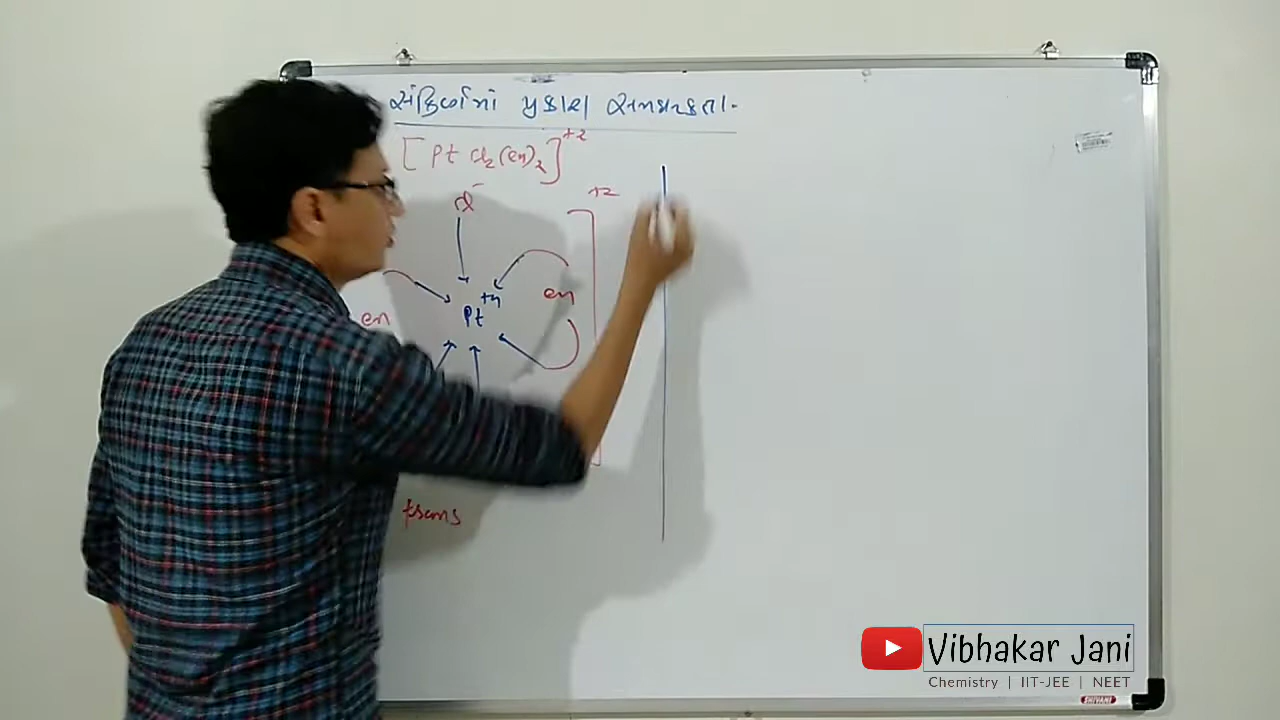 સંકિર્ણોના પ્રકાશ સમઘટકતા.
[Pt Cl₂(en)₂]⁺²
Cl⁻
+2
en
Pt⁺⁴
en
trans
Vibhakar Jani
Chemistry | IIT-JEE | NEET